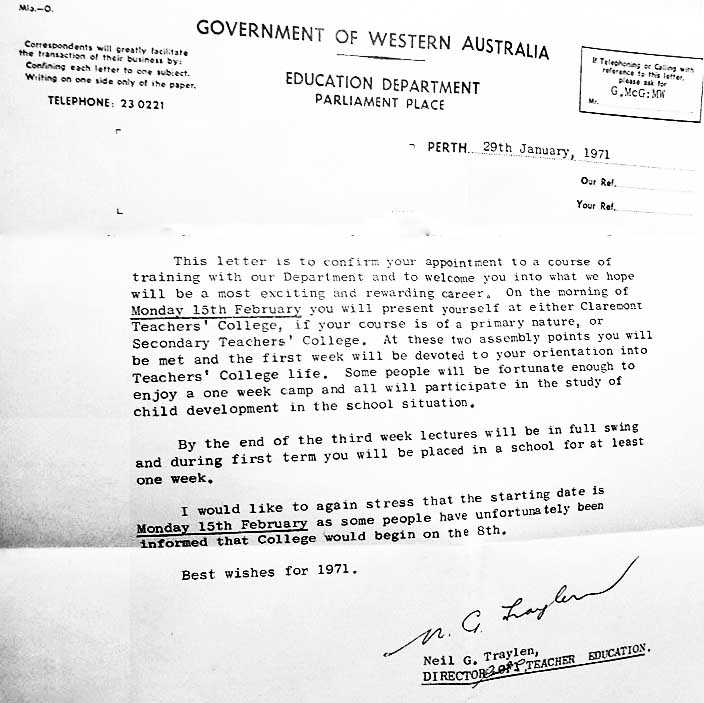 Mis.—O.
Correspondents will greatly facilitate
the transaction of their business by:
Confining each letter to one subject.
Writing on one side only of the paper.
TELEPHONE: 23 0221
GOVERNMENT OF WESTERN AUSTRALIA
EDUCATION DEPARTMENT
PARLIAMENT PLACE
If Telephoning or Calling with
reference to this letter,
please ask for
G.McG:MW
Mr.
PERTH 29th January, 1971
Our Ref.
Your Ref.
This letter is to confirm your appointment to a course of
training with our Department and to welcome you into what we hope
will be a most exciting and rewarding career. On the morning of
Monday 15th February you will present yourself at either Claremont
Teachers' College, if your course is of a primary nature, or
Secondary Teachers' College. At these two assembly points you will
be met and the first week will be devoted to your orientation into
Teachers' College life. Some people will be fortunate enough to
enjoy a one week camp and all will participate in the study of
child development in the school situation.
By the end of the third week lectures will be in full swing
and during first term you will be placed in a school for at least
one week.
I would like to again stress that the starting date is
Monday 15th February as some people have unfortunately been
informed that College would begin on the 8th.
Best wishes for 1971.
N. G. Traylen
Neil G. Traylen,
DIRECTOR TEACHER EDUCATION.